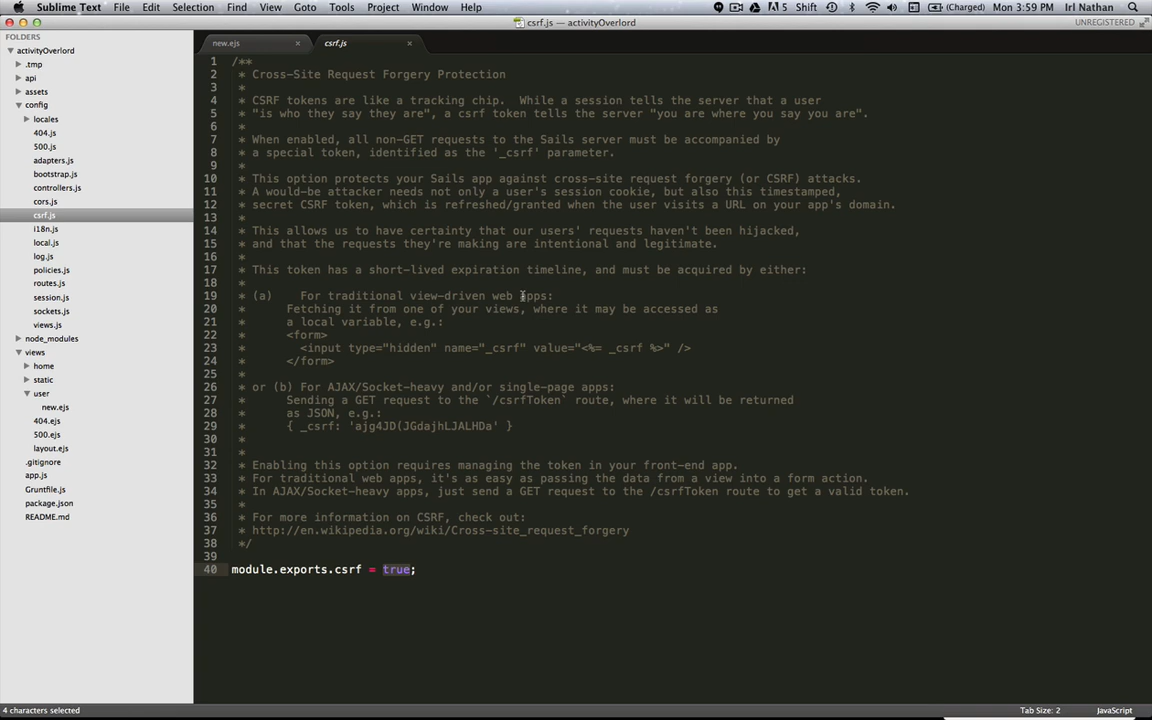 Sublime Text File Edit Selection Find View Goto Tools Project Window Help 5 Shift (Charged) Mon 3:59 PM Irl Nathan
csrf.js — activityOverlord UNREGISTERED
FOLDERS
activityOverlord
.tmp
api
assets
config
locales
404.js
500.js
adapters.js
bootstrap.js
controllers.js
cors.js
csrf.js
i18n.js
local.js
log.js
policies.js
routes.js
session.js
sockets.js
views.js
node_modules
views
home
static
user
new.ejs
404.ejs
500.ejs
layout.ejs
.gitignore
app.js
Gruntfile.js
package.json
README.md
new.ejs × csrf.js ×
1 /**
2 * Cross-Site Request Forgery Protection
3 *
4 * CSRF tokens are like a tracking chip.  While a session tells the server that a user
5 * "is who they say they are", a csrf token tells the server "you are where you say you are".
6 *
7 * When enabled, all non-GET requests to the Sails server must be accompanied by
8 * a special token, identified as the '_csrf' parameter.
9 *
10 * This option protects your Sails app against cross-site request forgery (or CSRF) attacks.
11 * A would-be attacker needs not only a user's session cookie, but also this timestamped,
12 * secret CSRF token, which is refreshed/granted when the user visits a URL on your app's domain.
13 *
14 * This allows us to have certainty that our users' requests haven't been hijacked,
15 * and that the requests they're making are intentional and legitimate.
16 *
17 * This token has a short-lived expiration timeline, and must be acquired by either:
18 *
19 * (a)    For traditional view-driven web apps:
20 *      Fetching it from one of your views, where it may be accessed as
21 *      a local variable, e.g.:
22 *      <form>
23 *        <input type="hidden" name="_csrf" value="<%= _csrf %>" />
24 *      </form>
25 *
26 * or (b) For AJAX/Socket-heavy and/or single-page apps:
27 *      Sending a GET request to the `/csrfToken` route, where it will be returned
28 *      as JSON, e.g.:
29 *      { _csrf: 'ajg4JD(JGdajhLJALHDa' }
30 *
31 *
32 * Enabling this option requires managing the token in your front-end app.
33 * For traditional web apps, it's as easy as passing the data from a view into a form action.
34 * In AJAX/Socket-heavy apps, just send a GET request to the /csrfToken route to get a valid token.
35 *
36 * For more information on CSRF, check out:
37 * http://en.wikipedia.org/wiki/Cross-site_request_forgery
38 */
39
40 module.exports.csrf = true;
4 characters selected Tab Size: 2 JavaScript